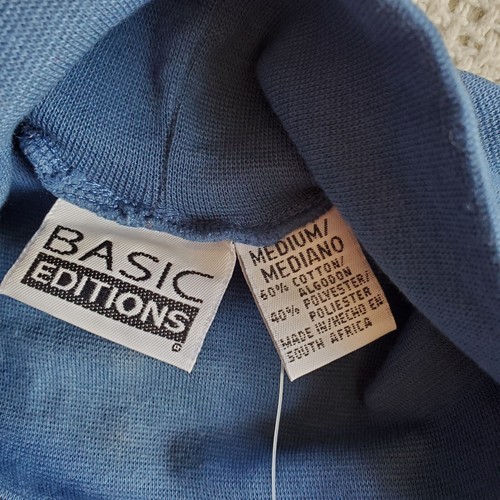 BASIC
EDITIONS
®
MEDIUM/
MEDIANO
60% COTTON/
ALGODON
40% POLYESTER/
POLIESTER
MADE IN/HECHO EN:
SOUTH AFRICA